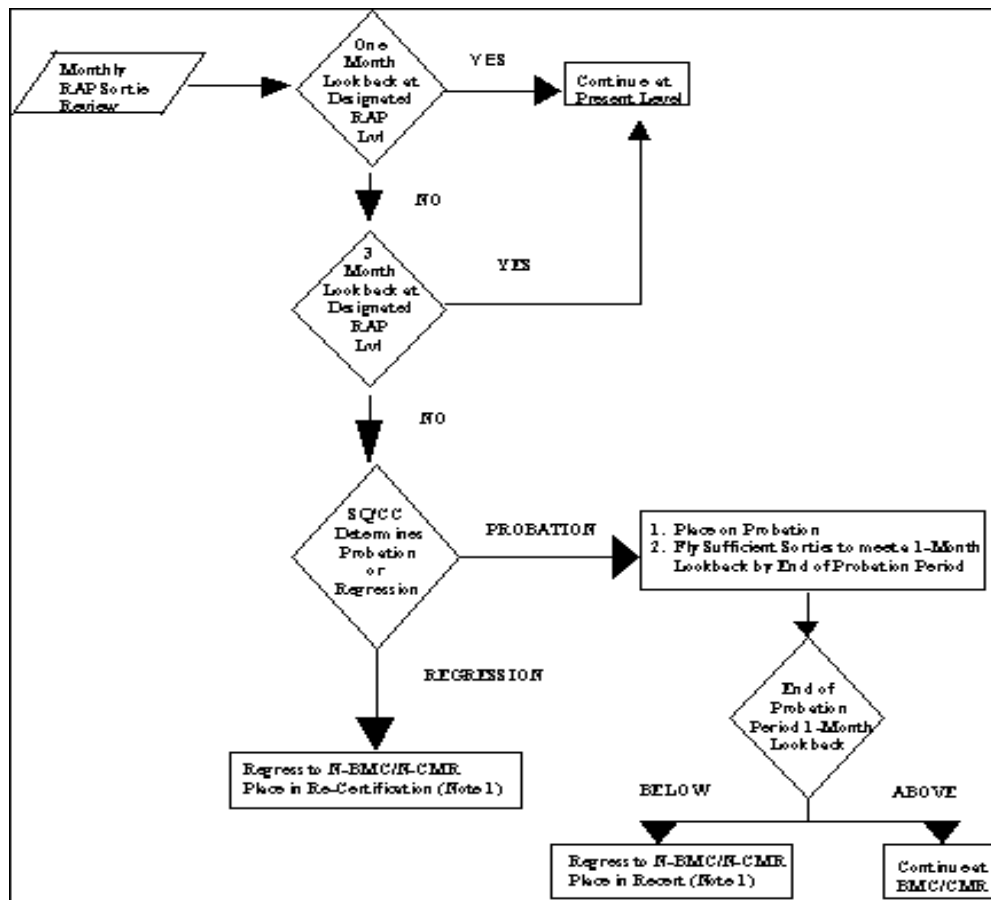 Monthly
RAP Sortie
Review
One
Month
Lookback at
Designated
RAP
Lvl
YES
Continue at
Present Level
NO
3
Month
Lookback at
Designated
RAP
Lvl
YES
NO
SQ/CC
Determines
Probation
or
Regression
PROBATION
1. Place on Probation
2. Fly Sufficient Sorties to meet a 1-Month
Lookback by End of Probation Period
REGRESSION
End of
Probation
Period 1-Month
Lookback
Regress to N-BMC/N-CMR
Place in Re-Certification (Note 1)
BELOW
ABOVE
Regress to N-BMC/N-CMR
Place in Recert (Note 1)
Continue at
BMC/CMR